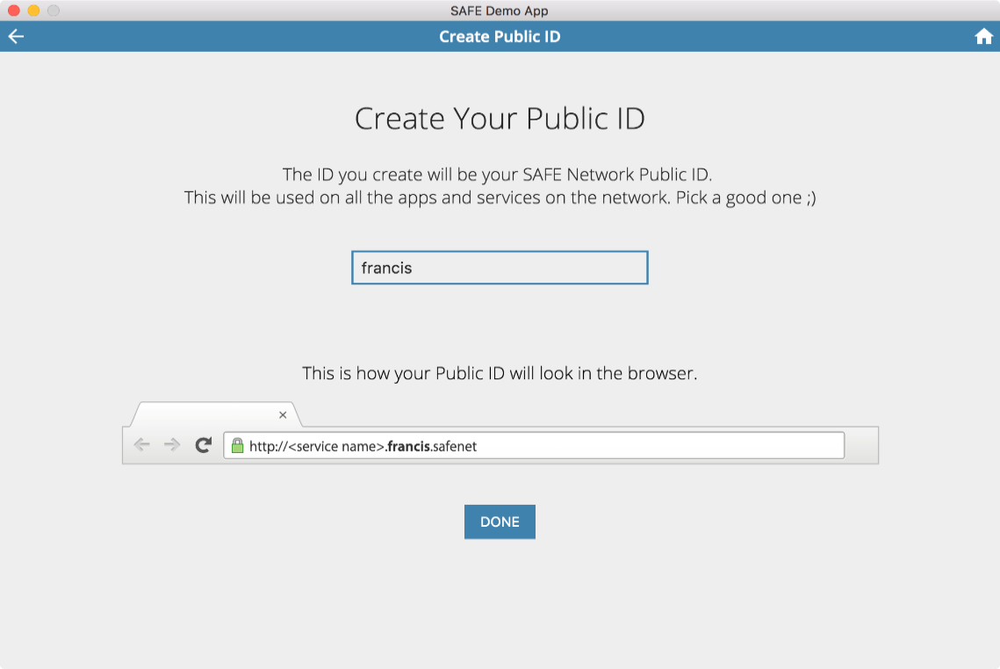 SAFE Demo App
Create Public ID
Create Your Public ID
The ID you create will be your SAFE Network Public ID.
This will be used on all the apps and services on the network. Pick a good one ;)
francis
This is how your Public ID will look in the browser.
http://<service name>.francis.safenet
DONE